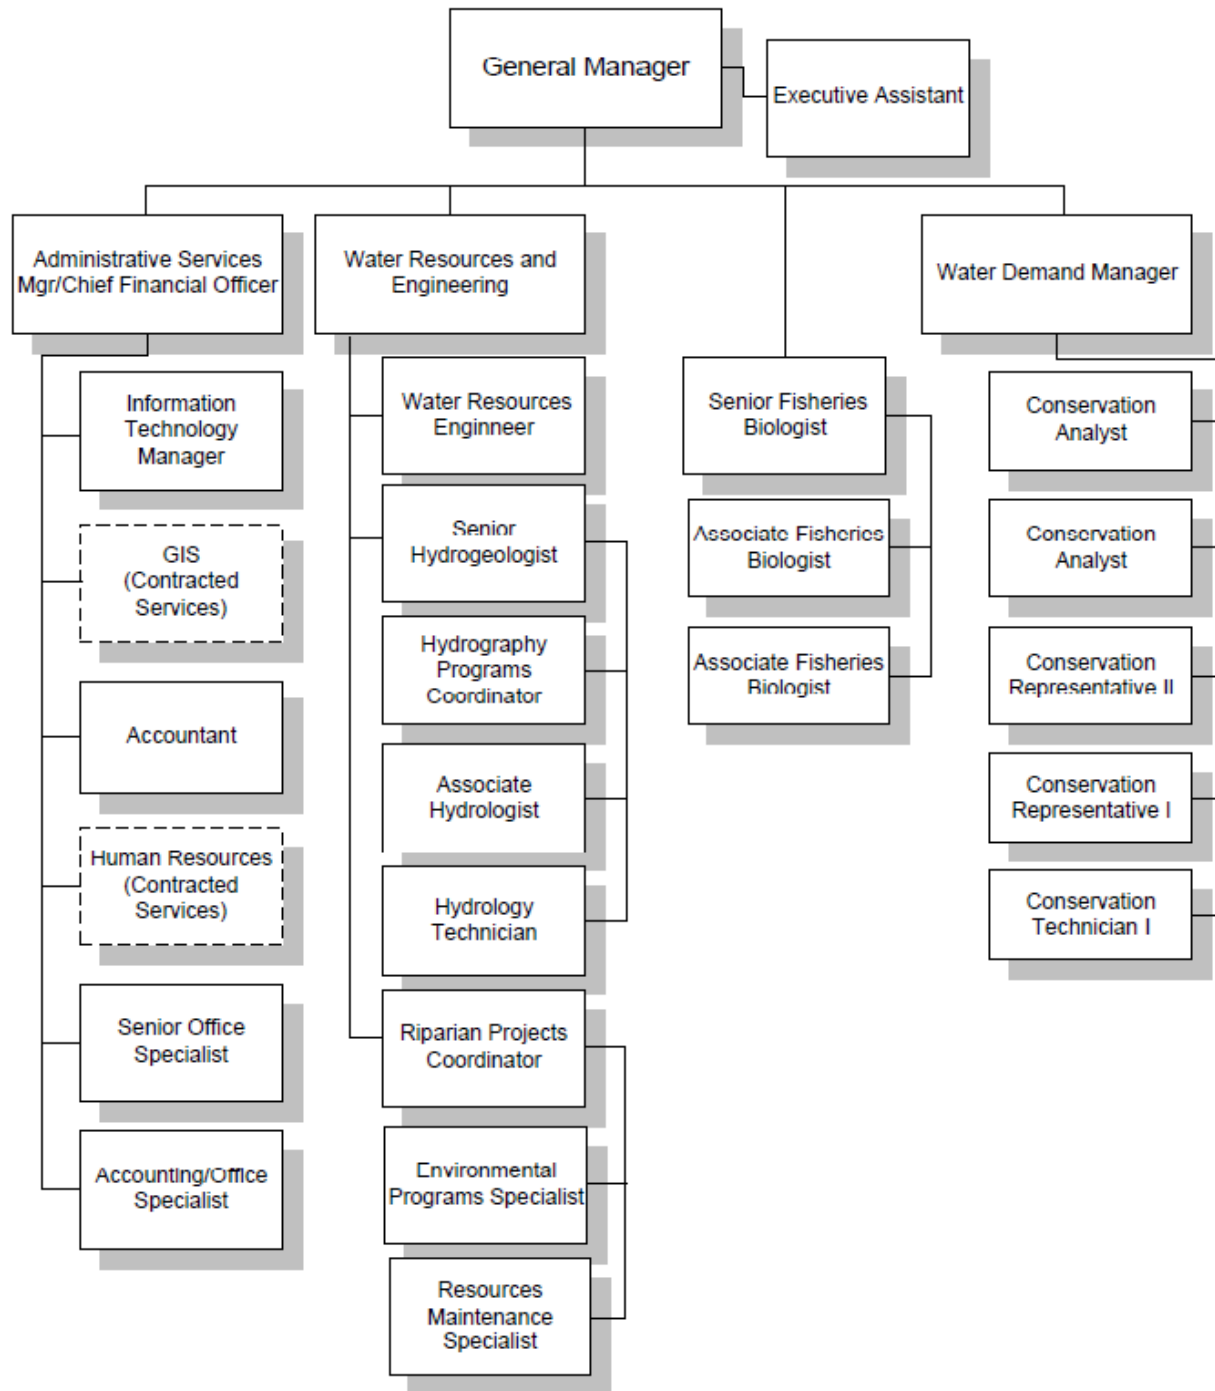 General Manager
Executive Assistant
Administrative Services
Mgr/Chief Financial Officer
Water Resources and
Engineering
Water Demand Manager
Information
Technology
Manager
GIS
(Contracted
Services)
Accountant
Human Resources
(Contracted
Services)
Senior Office
Specialist
Accounting/Office
Specialist
Water Resources
Enginneer
Senior
Hydrogeologist
Hydrography
Programs
Coordinator
Associate
Hydrologist
Hydrology
Technician
Riparian Projects
Coordinator
Environmental
Programs Specialist
Resources
Maintenance
Specialist
Senior Fisheries
Biologist
Associate Fisheries
Biologist
Associate Fisheries
Biologist
Conservation
Analyst
Conservation
Analyst
Conservation
Representative II
Conservation
Representative I
Conservation
Technician I